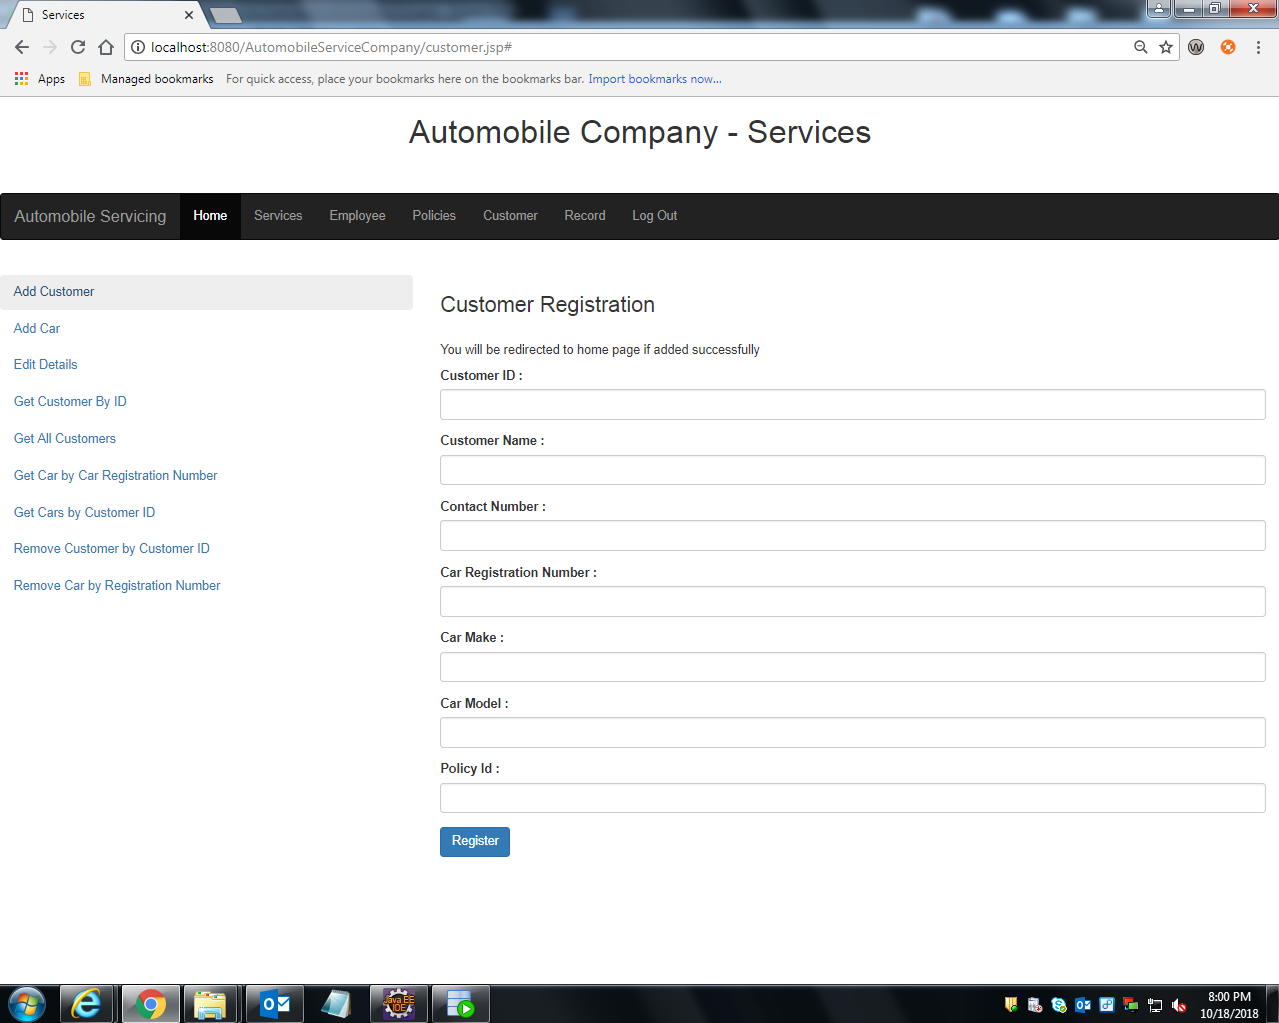 Services
localhost:8080/AutomobileServiceCompany/customer.jsp#
Apps Managed bookmarks For quick access, place your bookmarks here on the bookmarks bar. Import bookmarks now...
Automobile Company - Services
Automobile Servicing Home Services Employee Policies Customer Record Log Out
Add Customer
Add Car
Edit Details
Get Customer By ID
Get All Customers
Get Car by Car Registration Number
Get Cars by Customer ID
Remove Customer by Customer ID
Remove Car by Registration Number
Customer Registration
You will be redirected to home page if added successfully
Customer ID :
Customer Name :
Contact Number :
Car Registration Number :
Car Make :
Car Model :
Policy Id :
Register
Java EE
IDE
8:00 PM
10/18/2018